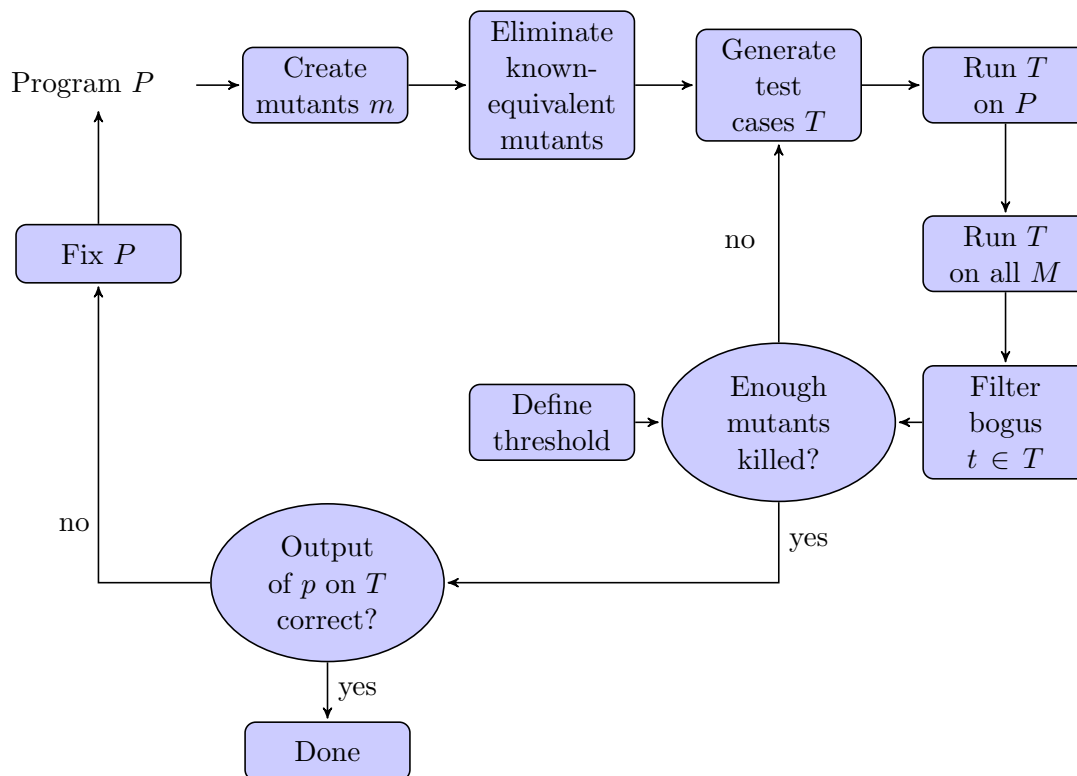 Program P
Create
mutants m
Eliminate
known-
equivalent
mutants
Generate
test
cases T
Run T
on P
Fix P
no
Run T
on all M
Define
threshold
Enough
mutants
killed?
Filter
bogus
t ∈ T
no
yes
Output
of p on T
correct?
yes
Done